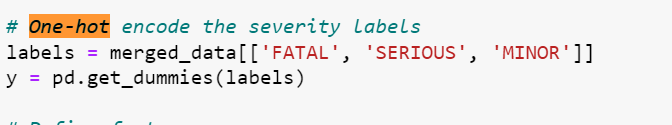 # One-hot encode the severity labels
labels = merged_data[['FATAL', 'SERIOUS', 'MINOR']]
y = pd.get_dummies(labels)